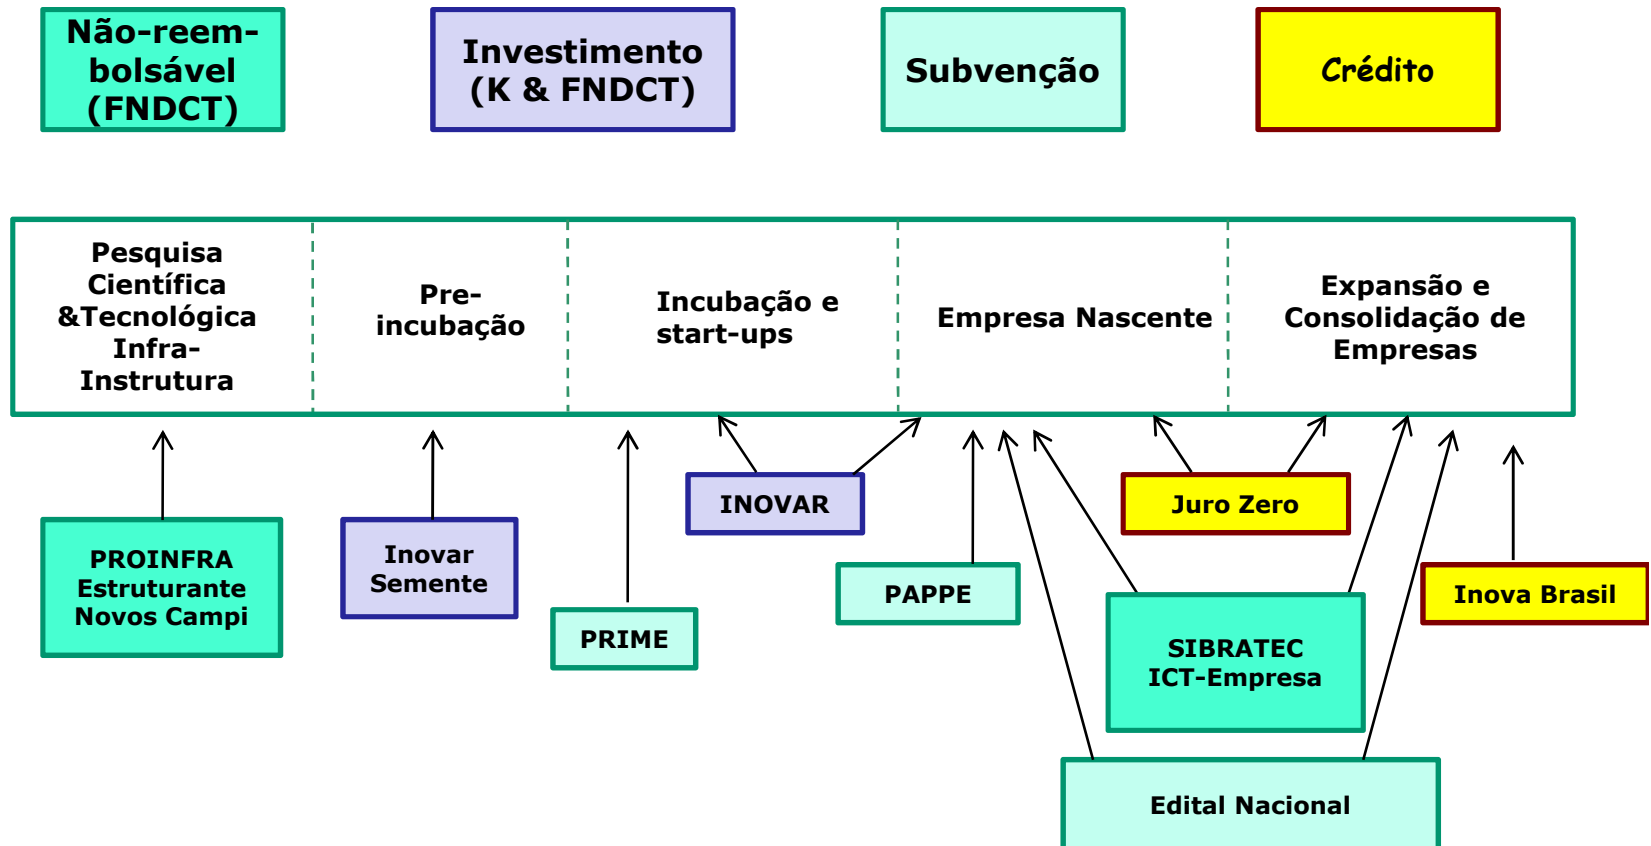 Não-reem-
bolsável
(FNDCT)
Investimento
(K & FNDCT)
Subvenção
Crédito
Pesquisa
Científica
&Tecnológica
Infra-
Instrutura
Pre-
incubação
Incubação e
start-ups
Empresa Nascente
Expansão e
Consolidação de
Empresas
INOVAR
Juro Zero
PROINFRA
Estruturante
Novos Campi
Inovar
Semente
PRIME
PAPPE
SIBRATEC
ICT-Empresa
Inova Brasil
Edital Nacional